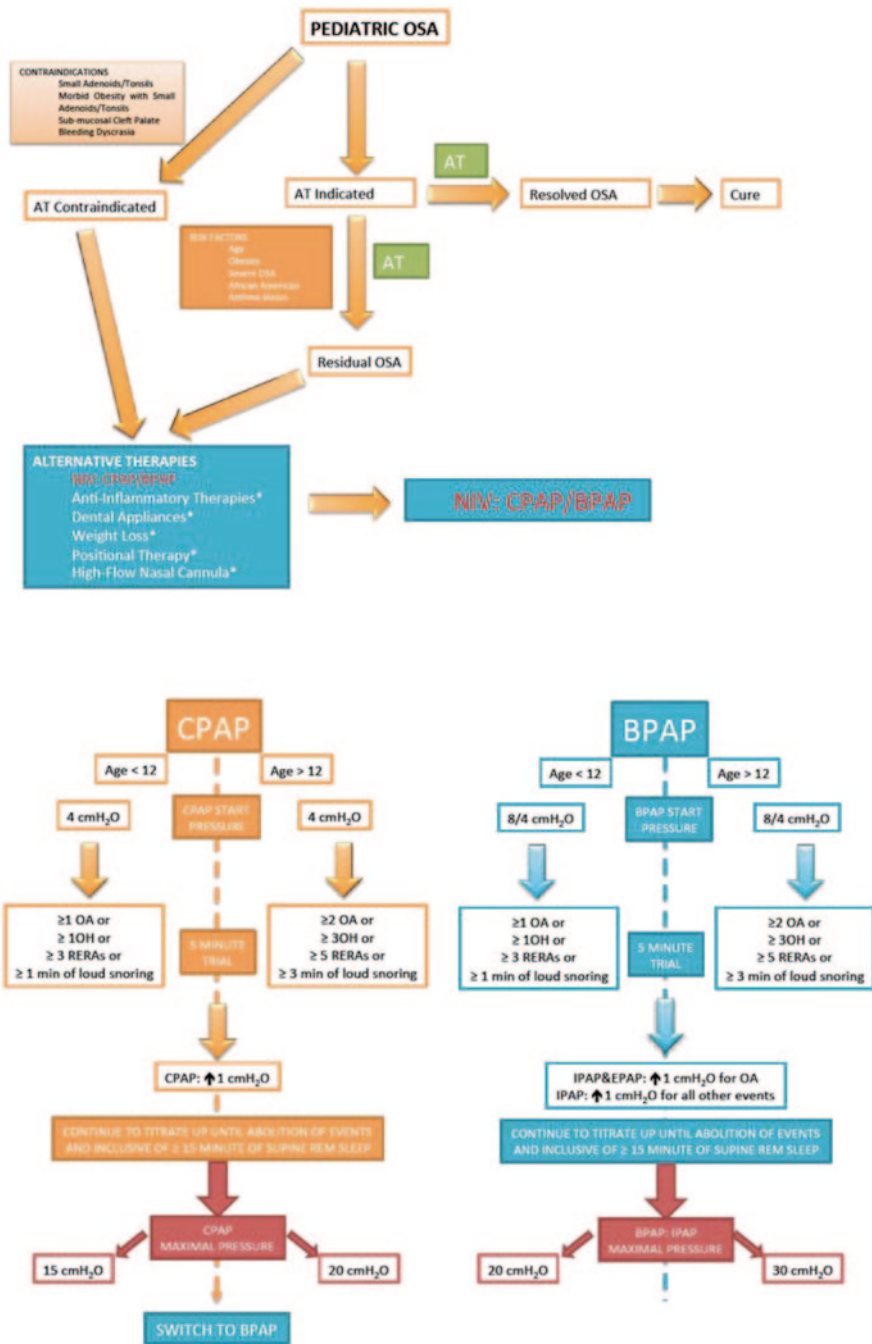 PEDIATRIC OSA
CONTRAINDICATIONS
Small Adenoids/Tonsils
Morbid Obesity with Small
Adenoids/Tonsils
Sub-mucosal Cleft Palate
Bleeding Dyscrasia
AT
AT Contraindicated
AT Indicated
Resolved OSA
Cure
RISK FACTORS
Age
Obesity
Severe OSA
African American
AT
Residual OSA
ALTERNATIVE THERAPIES
NIV: CPAP/BPAP
Anti-Inflammatory Therapies*
Dental Appliances*
Weight Loss*
Positional Therapy*
High-Flow Nasal Cannula*
NIV: CPAP/BPAP
CPAP
Age < 12
Age > 12
4 cmH₂O
CPAP START
PRESSURE
4 cmH₂O
≥1 OA or
≥ 1OH or
≥ 3 RERAs or
≥ 1 min of loud snoring
5 MINUTE
TRIAL
≥2 OA or
≥ 3OH or
≥ 5 RERAs or
≥ 3 min of loud snoring
CPAP: ↑1 cmH₂O
CONTINUE TO TITRATE UP UNTIL ABOLITION OF EVENTS
AND INCLUSIVE OF ≥ 15 MINUTE OF SUPINE REM SLEEP
CPAP
MAXIMAL PRESSURE
15 cmH₂O
20 cmH₂O
SWITCH TO BPAP
BPAP
Age < 12
Age > 12
8/4 cmH₂O
BPAP START
PRESSURE
8/4 cmH₂O
≥1 OA or
≥ 1OH or
≥ 3 RERAs or
≥ 1 min of loud snoring
5 MINUTE
TRIAL
≥2 OA or
≥ 3OH or
≥ 5 RERAs or
≥ 3 min of loud snoring
IPAP&EPAP: ↑1 cmH₂O for OA
IPAP: ↑1 cmH₂O for all other events
CONTINUE TO TITRATE UP UNTIL ABOLITION OF EVENTS
AND INCLUSIVE OF ≥ 15 MINUTE OF SUPINE REM SLEEP
BPAP: IPAP
MAXIMAL PRESSURE
20 cmH₂O
30 cmH₂O